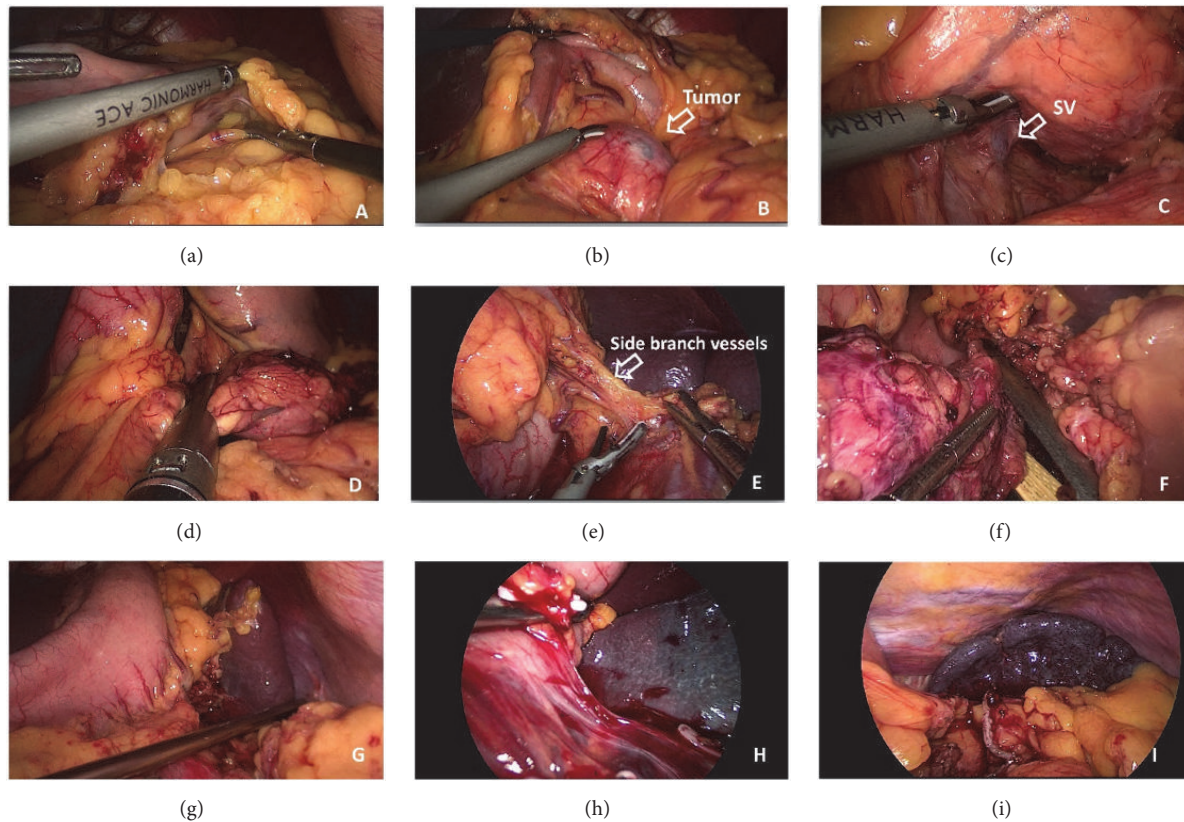 HARMONIC ACE
A
Tumor
B
HARM
SV
C
(a)
(b)
(c)
D
Side branch vessels
E
F
(d)
(e)
(f)
G
H
I
(g)
(h)
(i)